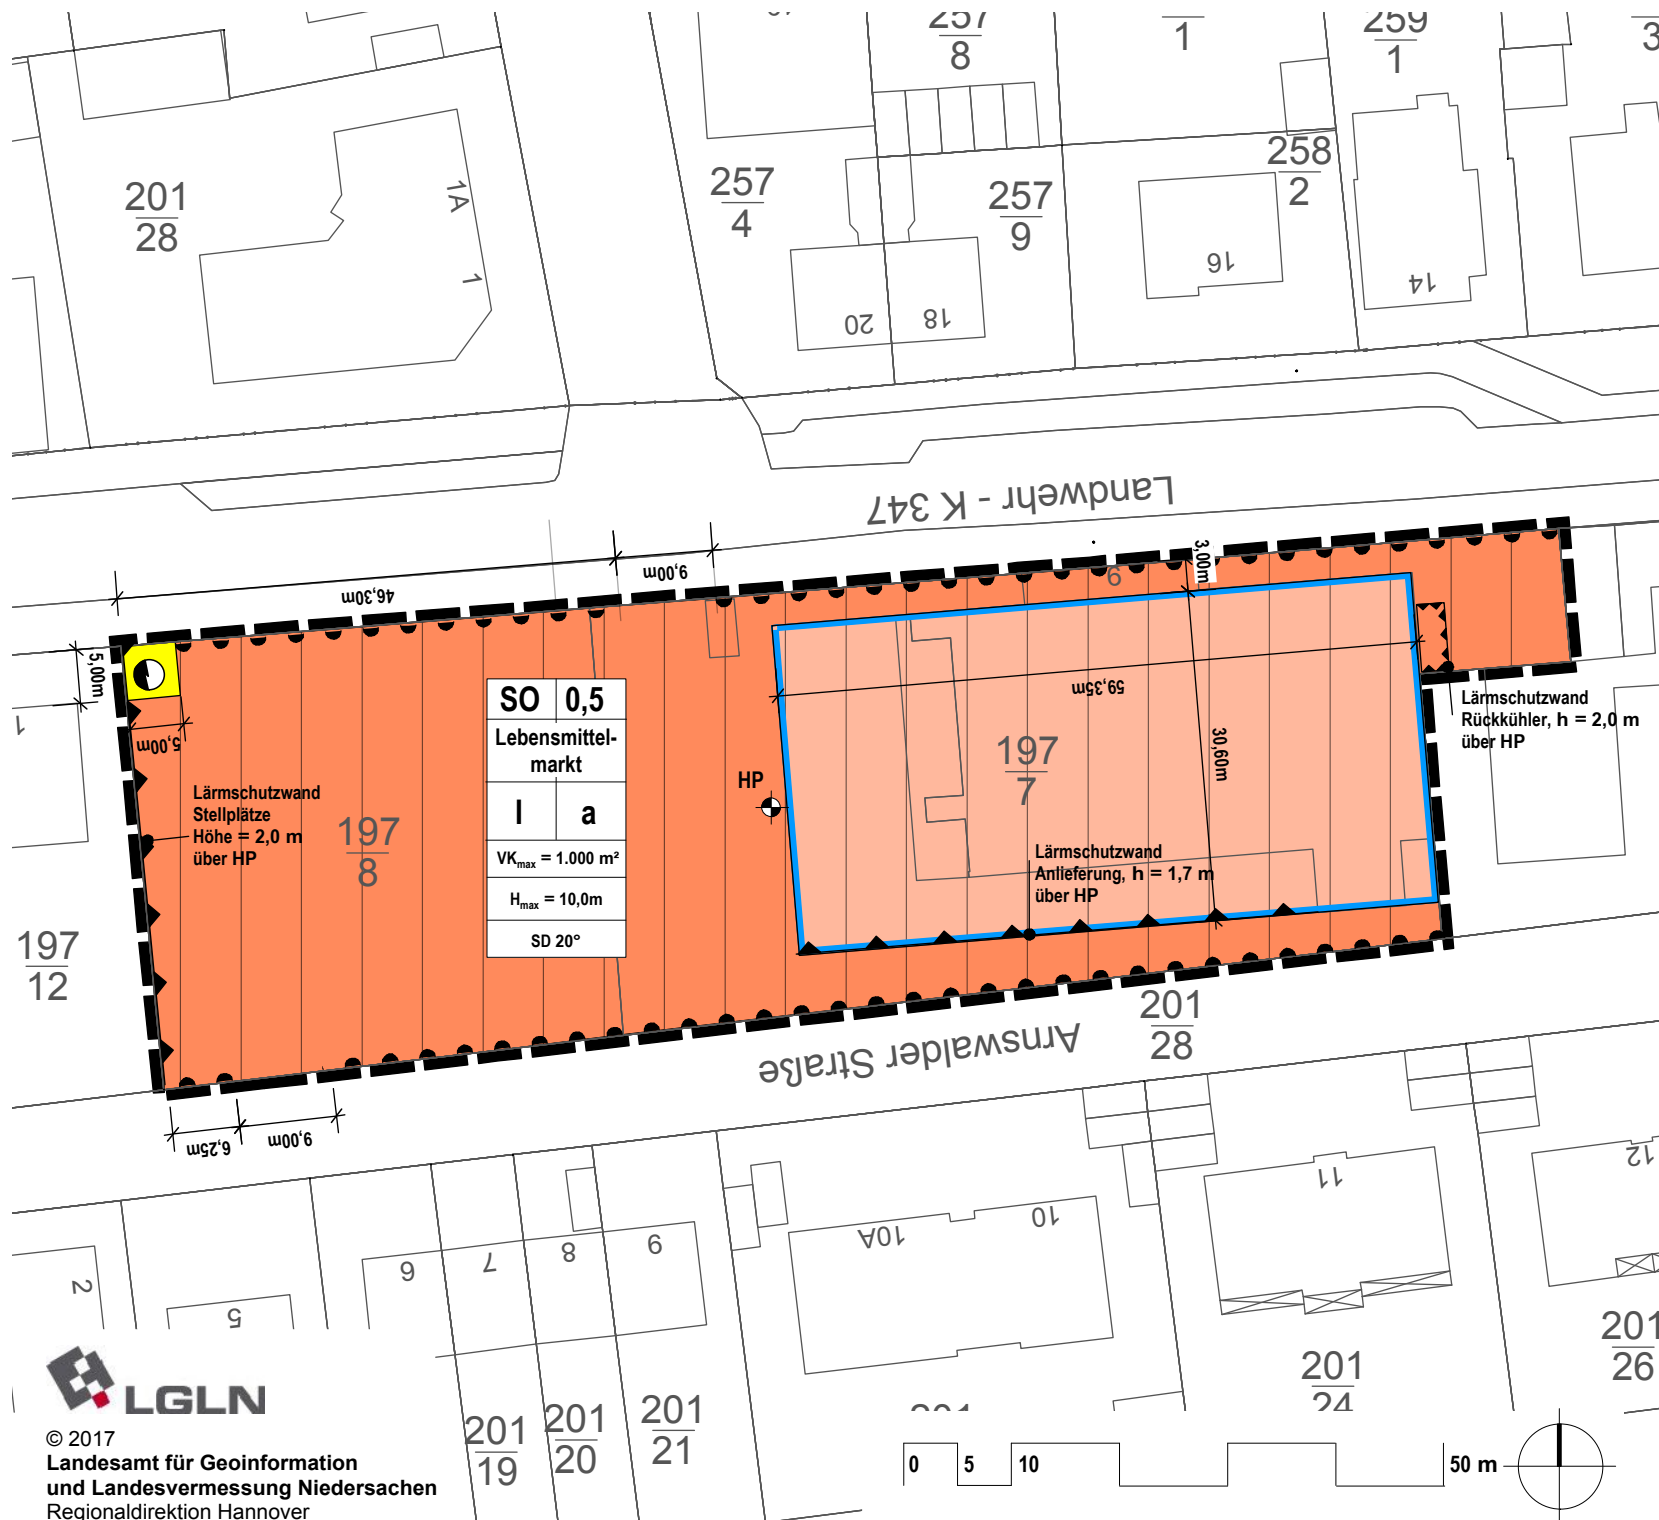 257
8
1
259
1
3
201
28
1A
1
257
4
257
9
258
2
20
18
16
14
Landwehr - K 347
46,30m
9,00m
3,00m
9
5,00m
5,00m
1
SO 0,5
Lebensmittel-
markt
I a
VKmax = 1.000 m²
Hmax = 10,0m
SD 20°
HP
59,35m
30,60m
197
7
Lärmschutzwand
Rückkühler, h = 2,0 m
über HP
Lärmschutzwand
Stellplätze
Höhe = 2,0 m
über HP
197
8
Lärmschutzwand
Anlieferung, h = 1,7 m
über HP
197
12
Arnswalder Straße
201
28
6,25m
9,00m
2
5
6
7
8
9
10A
10
11
12
201
19
201
20
201
21
201
24
201
26
LGLN
© 2017
Landesamt für Geoinformation
und Landesvermessung Niedersachen
Regionaldirektion Hannover
0 5 10 50 m